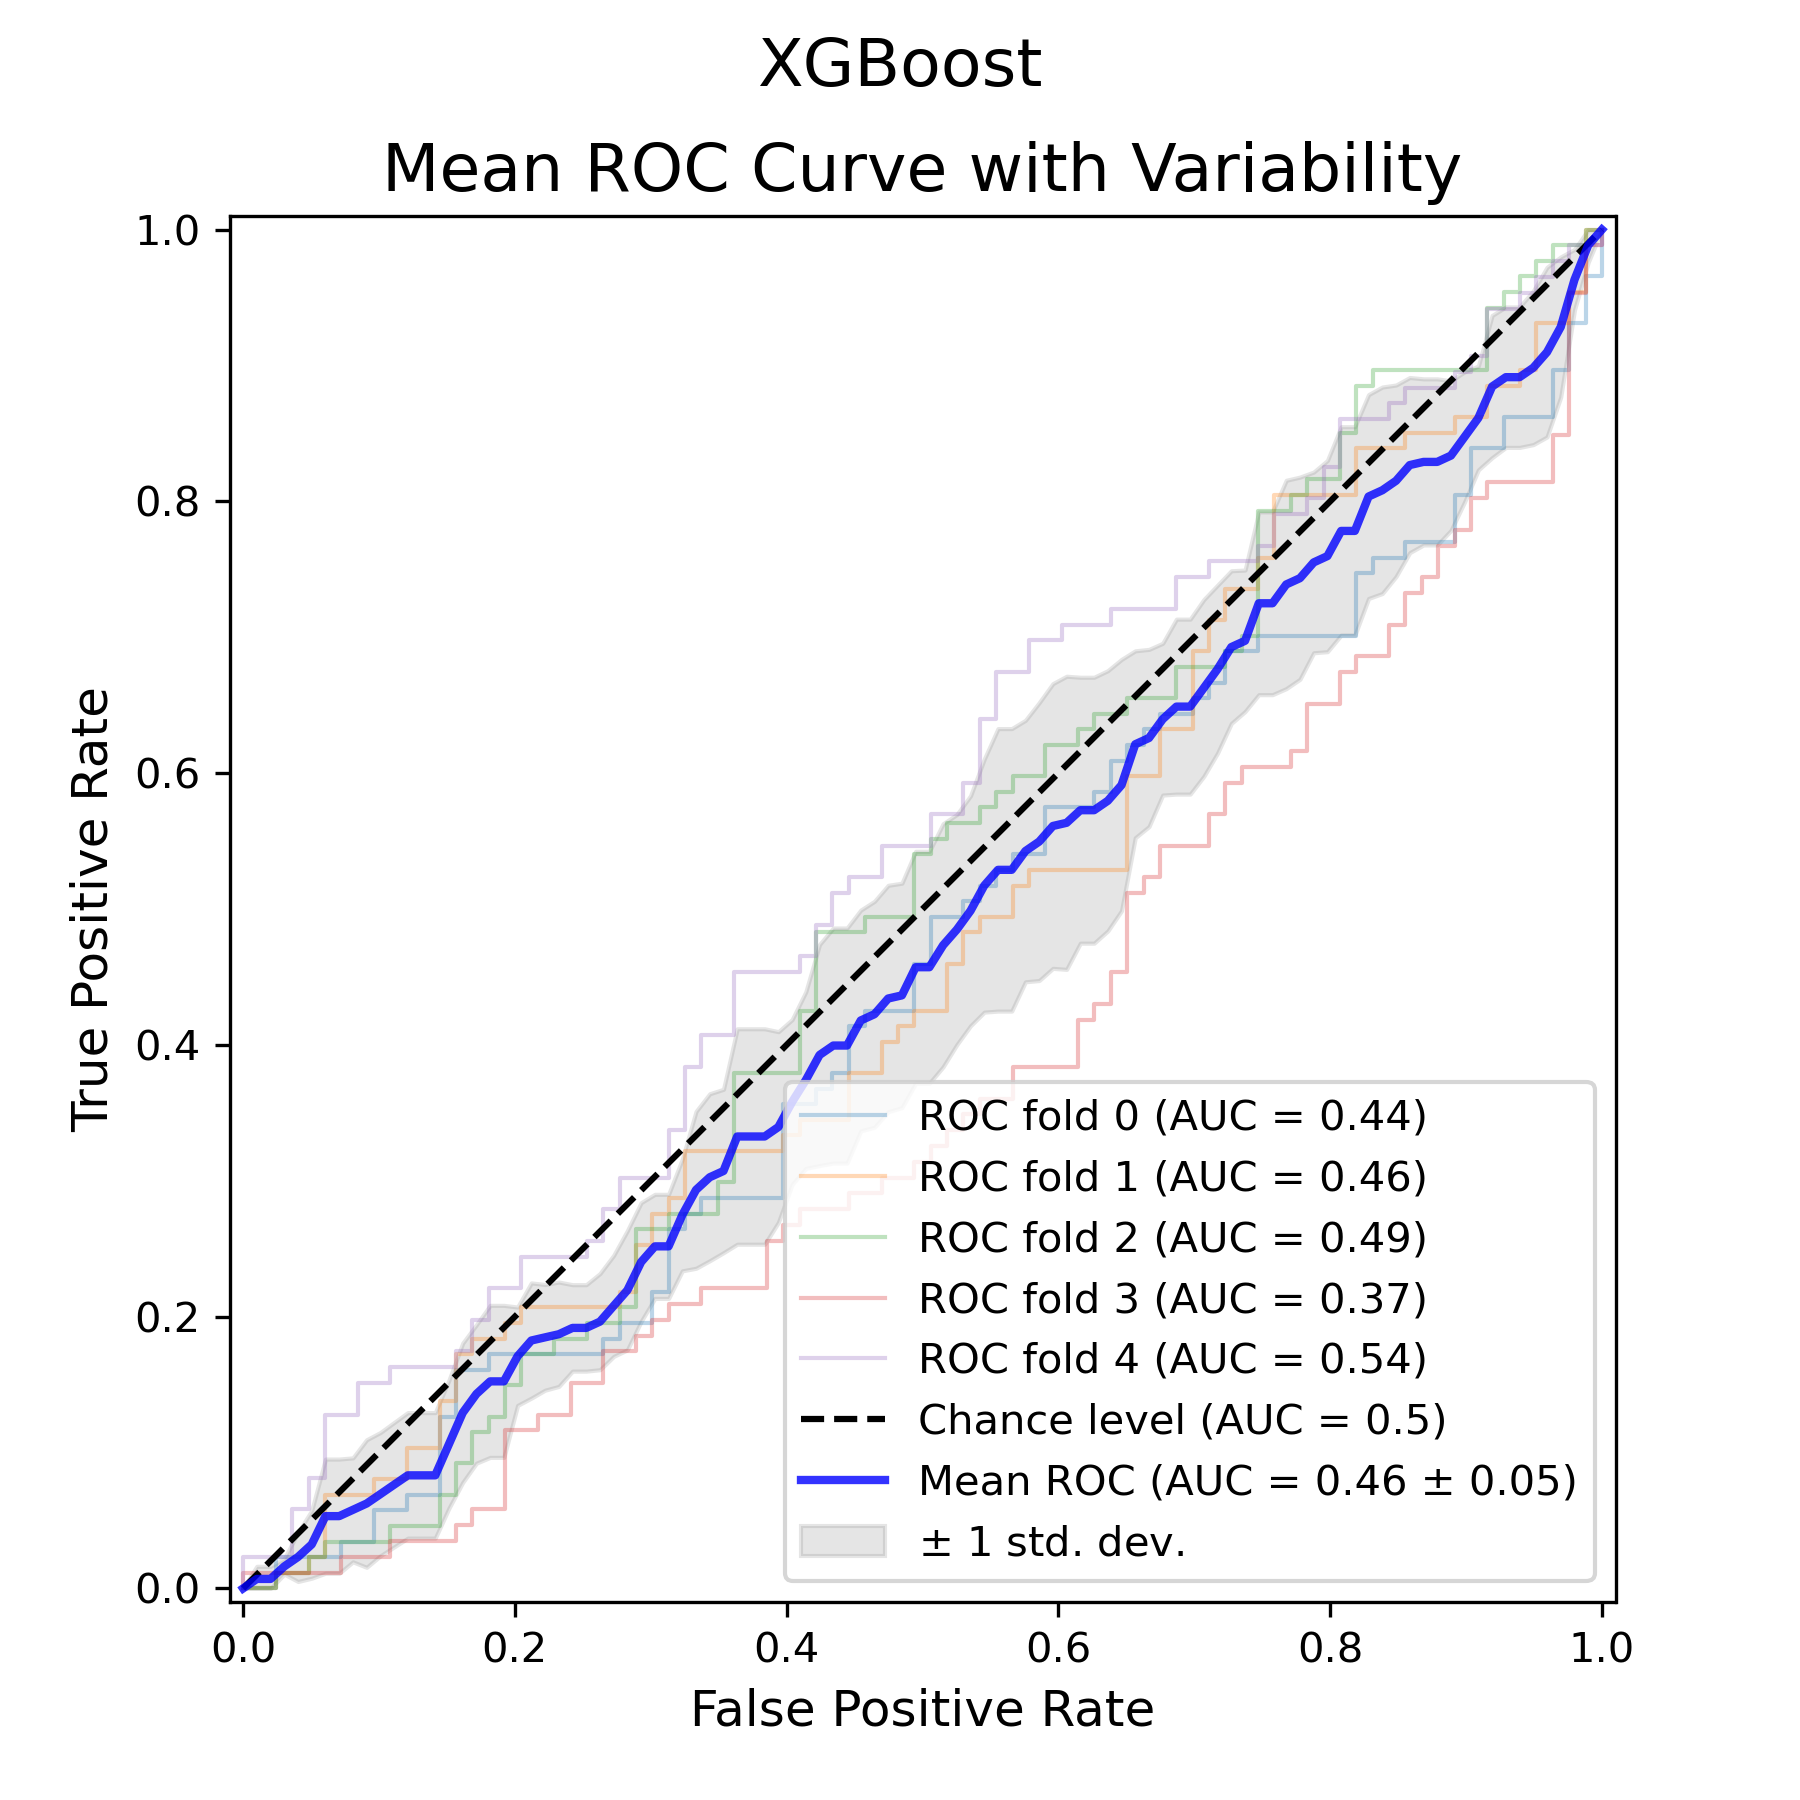 XGBoost
Mean ROC Curve with Variability
1.0
0.8
0.6
0.4
0.2
0.0
True Positive Rate
ROC fold 0 (AUC = 0.44)
ROC fold 1 (AUC = 0.46)
ROC fold 2 (AUC = 0.49)
ROC fold 3 (AUC = 0.37)
ROC fold 4 (AUC = 0.54)
Chance level (AUC = 0.5)
Mean ROC (AUC = 0.46 ± 0.05)
± 1 std. dev.
0.0 0.2 0.4 0.6 0.8 1.0
False Positive Rate